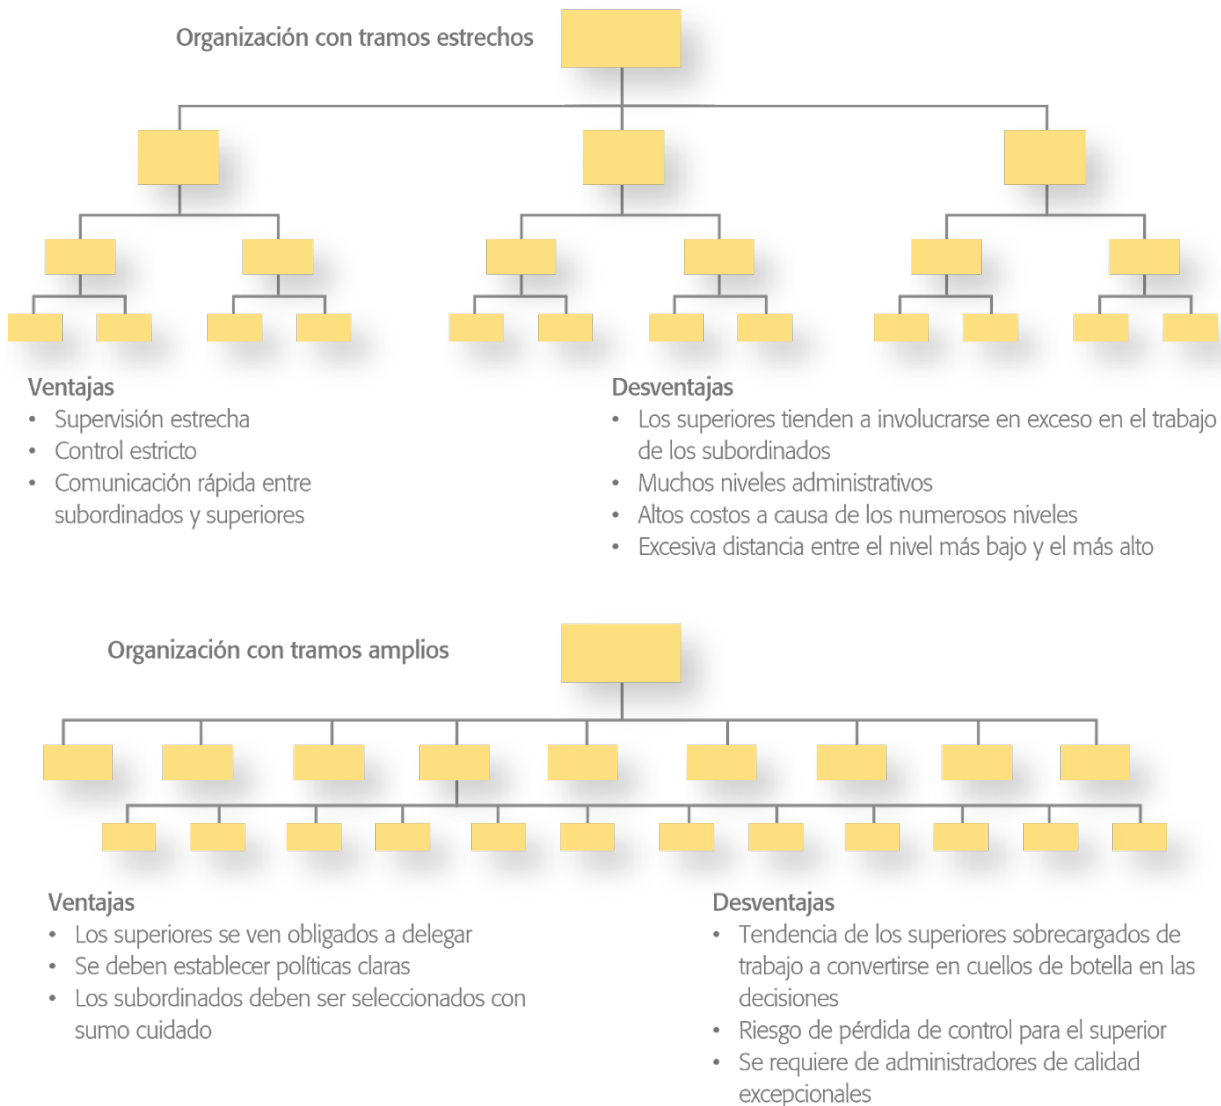 Organización con tramos estrechos
Ventajas
• Supervisión estrecha
• Control estricto
• Comunicación rápida entre
subordinados y superiores
Desventajas
• Los superiores tienden a involucrarse en exceso en el trabajo
de los subordinados
• Muchos niveles administrativos
• Altos costos a causa de los numerosos niveles
• Excesiva distancia entre el nivel más bajo y el más alto
Organización con tramos amplios
Ventajas
• Los superiores se ven obligados a delegar
• Se deben establecer políticas claras
• Los subordinados deben ser seleccionados con
sumo cuidado
Desventajas
• Tendencia de los superiores sobrecargados de
trabajo a convertirse en cuellos de botella en las
decisiones
• Riesgo de pérdida de control para el superior
• Se requiere de administradores de calidad
excepcionales